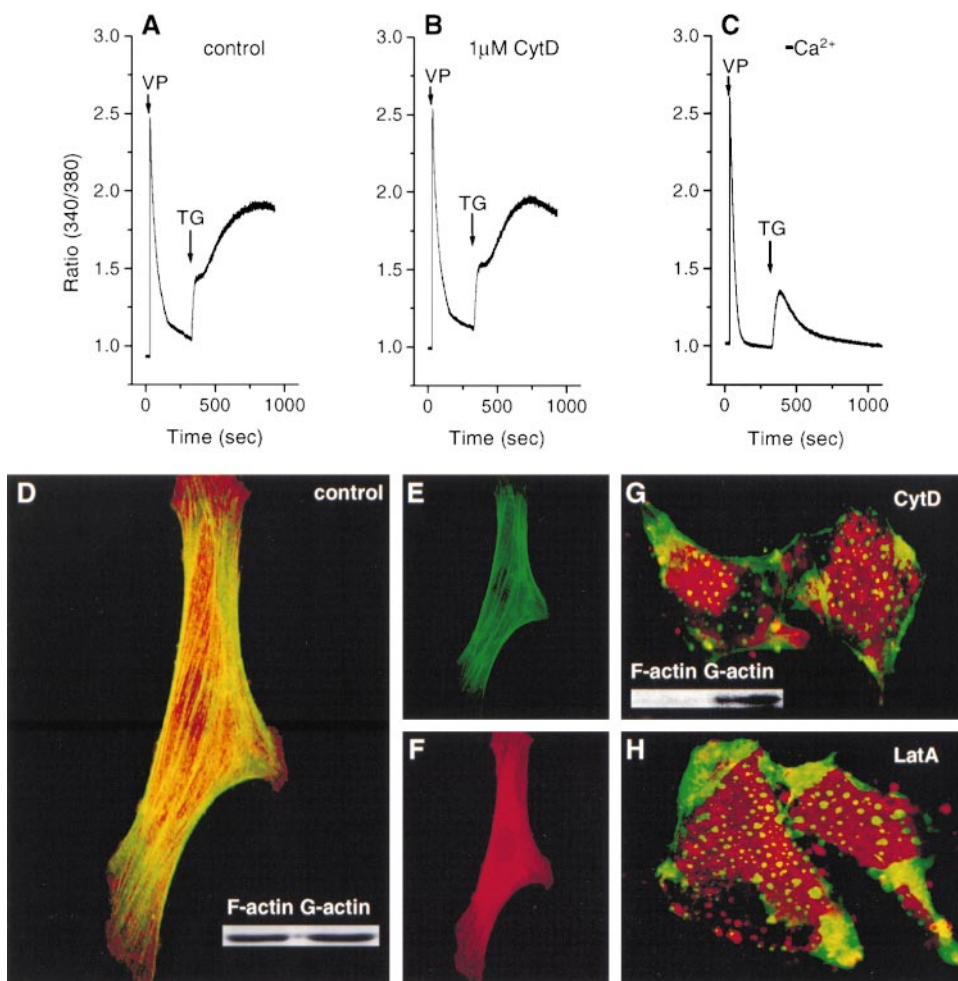 A
control
3.0
VP
2.5
2.0
TG
1.5
1.0
Ratio (340/380)
0 500 1000
Time (sec)
B
1μM CytD
3.0
VP
2.5
2.0
TG
1.5
1.0
0 500 1000
Time (sec)
C
-Ca²⁺
3.0
VP
2.5
2.0
TG
1.5
1.0
0 500 1000
Time (sec)
D
control
F-actin G-actin
E
F
G
CytD
F-actin G-actin
H
LatA